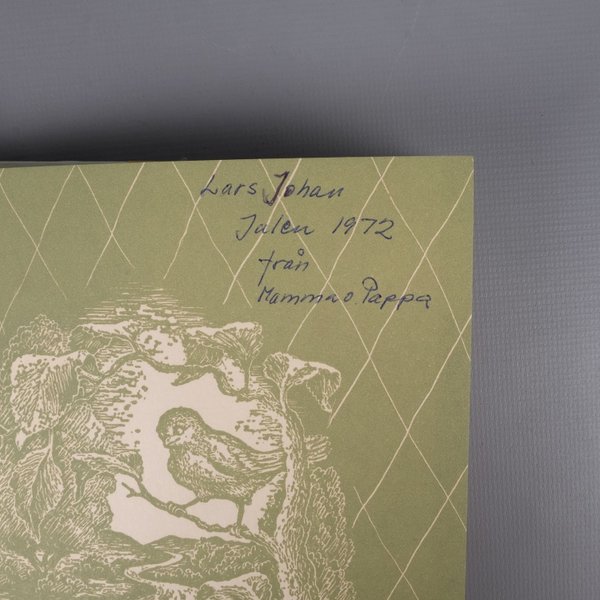 Lars Johan
Julen 1972
från
Mamma o. Pappa